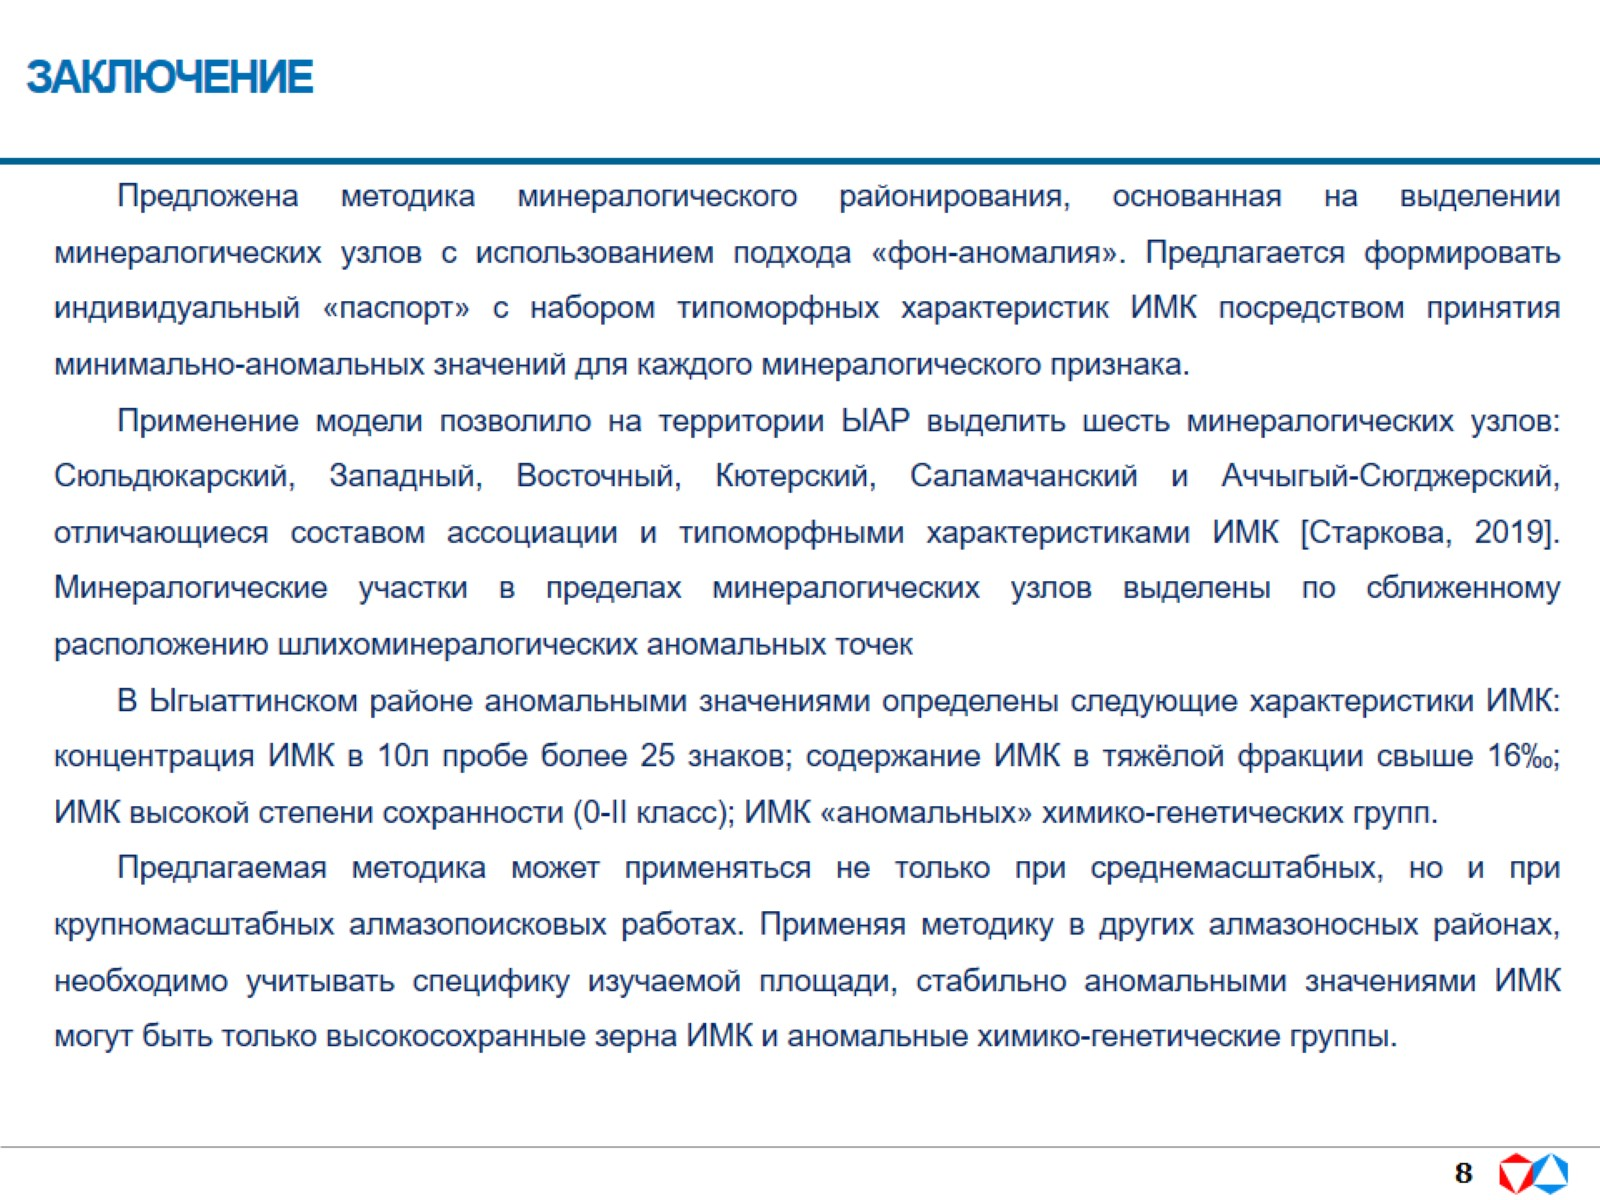 ЗАКЛЮЧЕНИЕ
Предложена методика минералогического районирования, основанная на выделении
минералогических узлов с использованием подхода «фон-аномалия». Предлагается формировать
индивидуальный «паспорт» с набором типоморфных характеристик ИМК посредством принятия
минимально-аномальных значений для каждого минералогического признака.
Применение модели позволило на территории ЫАР выделить шесть минералогических узлов:
Сюльдюкарский, Западный, Восточный, Кютерский, Саламачанский и Аччыгый-Сюгджерский,
отличающиеся составом ассоциации и типоморфными характеристиками ИМК [Старкова, 2019].
Минералогические участки в пределах минералогических узлов выделены по сближенному
расположению шлихоминералогических аномальных точек
В Ыгыаттинском районе аномальными значениями определены следующие характеристики ИМК:
концентрация ИМК в 10л пробе более 25 знаков; содержание ИМК в тяжёлой фракции свыше 16‰;
ИМК высокой степени сохранности (0-II класс); ИМК «аномальных» химико-генетических групп.
Предлагаемая методика может применяться не только при среднемасштабных, но и при
крупномасштабных алмазопоисковых работах. Применяя методику в других алмазоносных районах,
необходимо учитывать специфику изучаемой площади, стабильно аномальными значениями ИМК
могут быть только высокосохранные зерна ИМК и аномальные химико-генетические группы.
8